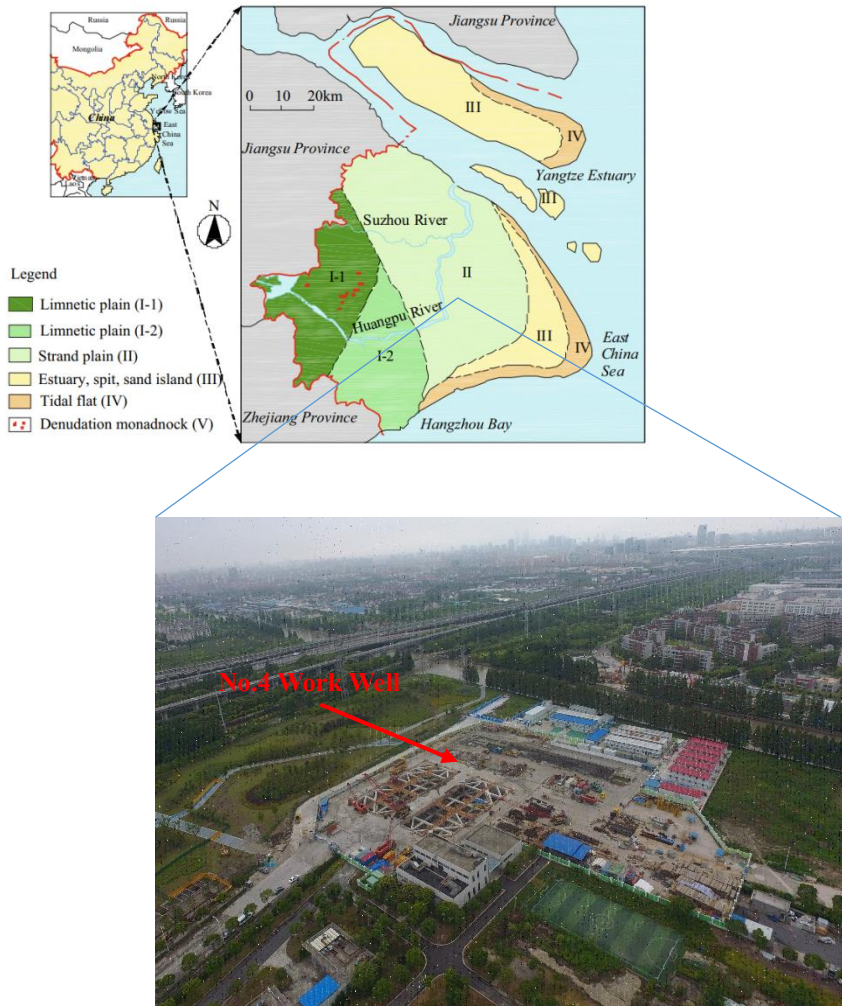 Russia
Russia
Mongolia
North Korea
South Korea
China
East
China
Sea
Jiangsu Province
0 10 20km
III
IV
Jiangsu Province
Yangtze Estuary
III
N
Suzhou River
I-1
II
Huangpu River
I-2
III
IV
East
China
Sea
Zhejiang Province
Hangzhou Bay
Legend
Limnetic plain (I-1)
Limnetic plain (I-2)
Strand plain (II)
Estuary, spit, sand island (III)
Tidal flat (IV)
Denudation monadnock (V)
No.4 Work Well